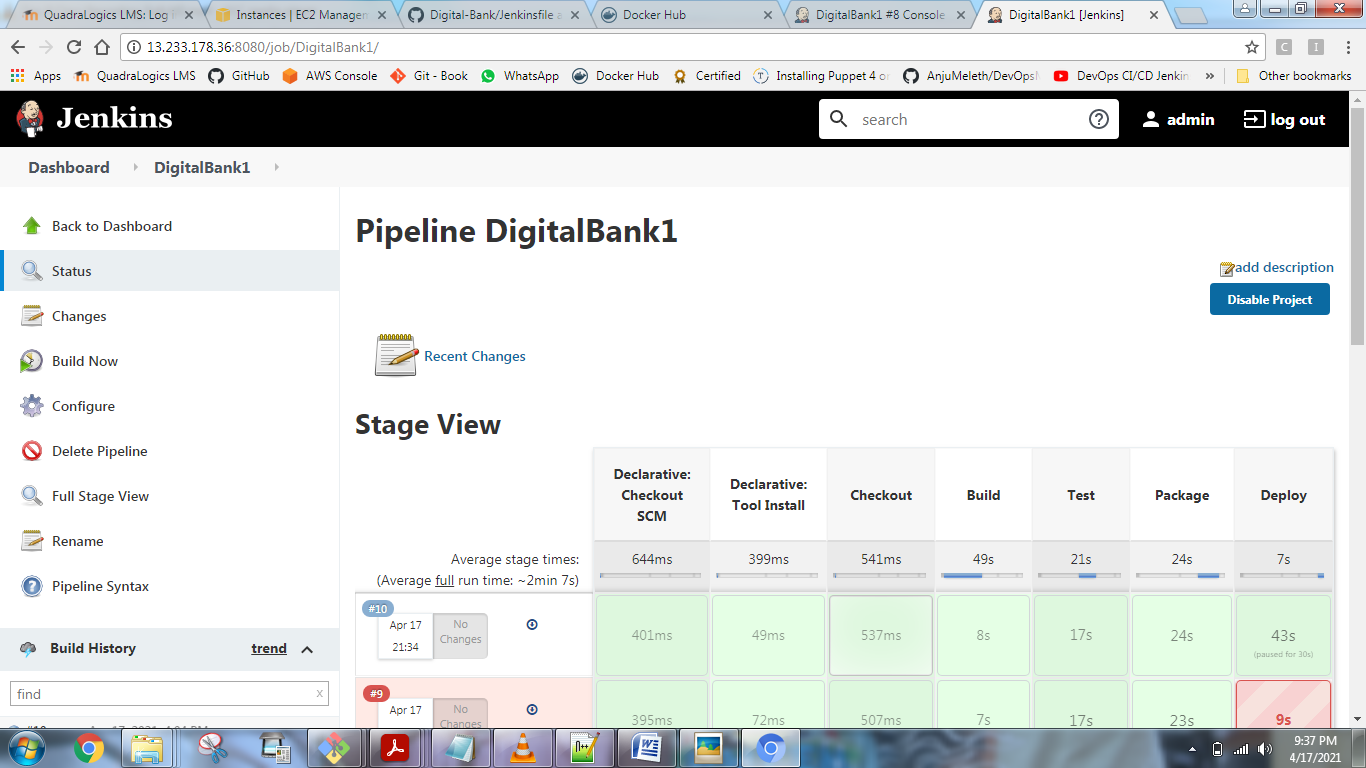 QuadraLogics LMS: Log
Instances | EC2 Managem
Digital-Bank/Jenkinsfile a
Docker Hub
DigitalBank1 #8 Console
DigitalBank1 [Jenkins]
13.233.178.36:8080/job/DigitalBank1/
Apps
QuadraLogics LMS
GitHub
AWS Console
Git - Book
WhatsApp
Docker Hub
Certified
Installing Puppet 4 o
AnjuMeleth/DevOps
DevOps CI/CD Jenkin
»
Other bookmarks
Jenkins
search
admin
log out
Dashboard
DigitalBank1
Back to Dashboard
Status
Changes
Build Now
Configure
Delete Pipeline
Full Stage View
Rename
Pipeline Syntax
Build History
trend
find
x
Pipeline DigitalBank1
add description
Disable Project
Recent Changes
Stage View
Declarative:
Checkout
SCM
Declarative:
Tool Install
Checkout
Build
Test
Package
Deploy
Average stage times:
(Average full run time: ~2min 7s)
644ms
399ms
541ms
49s
21s
24s
7s
#10
Apr 17
21:34
No
Changes
401ms
49ms
537ms
8s
17s
24s
43s
(paused for 30s)
#9
Apr 17
No
Changes
395ms
72ms
507ms
7s
17s
23s
9s
9:37 PM
4/17/2021